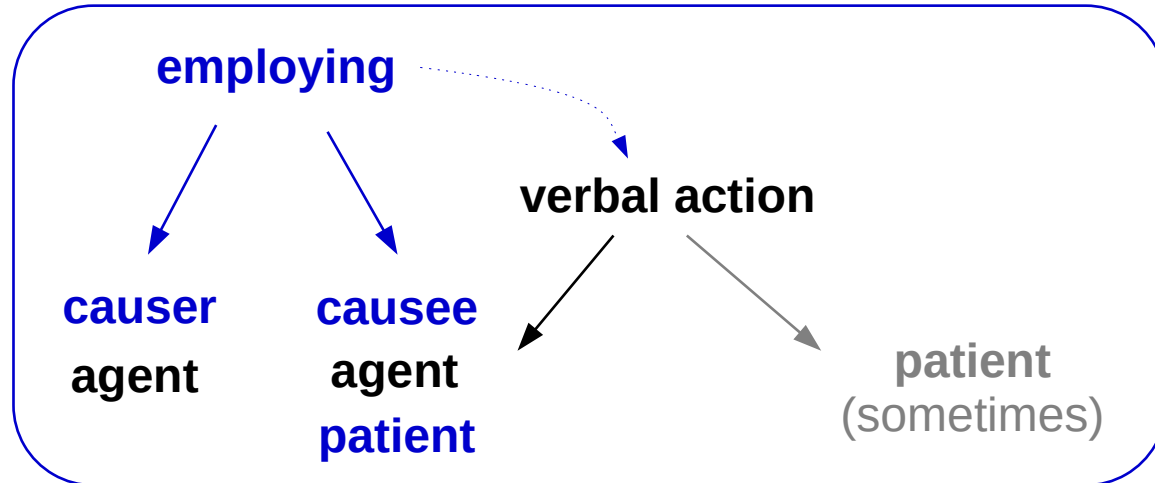 employing
verbal action
causer
agent
causee
agent
patient
patient
(sometimes)